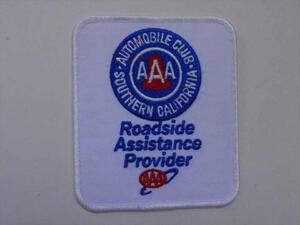 AUTOMOBILE CLUB
AAA
SOUTHERN CALIFORNIA
Roadside
Assistance
Provider
AAA